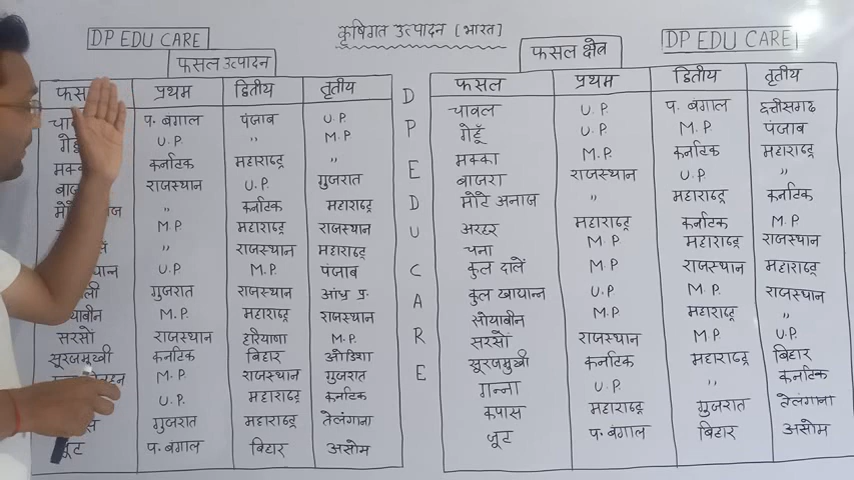 DP EDU CARE
कृषिगत उत्पादन [भारत]
फसल क्षेत्र
DP EDU CARE
फसल उत्पादन
फसल प्रथम द्वितीय तृतीय
प. बंगाल पंजाब U.P.
गेहूँ U.P. " M.P
मक्का कर्नाटक महाराष्ट्र "
बाजरा राजस्थान U.P. गुजरात
मोटे कर्नाटक महाराष्ट्र
M.P महाराष्ट्र राजस्थान
" राजस्थान महाराष्ट्र
U.P M.P. पंजाब
गुजरात राजस्थान आंध्र प्र.
M.P. महाराष्ट्र राजस्थान
सरसों राजस्थान हरियाणा M.P.
सूरजमुखी कर्नाटक बिहार ओडिशा
M.P. राजस्थान गुजरात
U.P. महाराष्ट्र कर्नाटक
गुजरात महाराष्ट्र तेलंगाना
जूट प. बंगाल बिहार असोम
D
P
E
D
U
C
A
R
E
फसल प्रथम द्वितीय तृतीय
चावल U.P. प. बंगाल छत्तीसगढ
गेहूँ U.P. M.P. पंजाब
मक्का M.P. कर्नाटक महाराष्ट्र
बाजरा राजस्थान U.P. "
मोटे अनाज " महाराष्ट्र कर्नाटक
अरहर महाराष्ट्र कर्नाटक M.P
चना M.P महाराष्ट्र राजस्थान
कुल दालें M.P राजस्थान महाराष्ट्र
कुल खाद्यान्न U.P M.P. राजस्थान
सोयाबीन M.P. महाराष्ट्र "
सरसों राजस्थान M.P U.P.
सूरजमुखी कर्नाटक महाराष्ट्र बिहार
गन्ना U.P. " कर्नाटक
कपास महाराष्ट्र गुजरात तेलंगाना
जूट प. बंगाल बिहार असोम